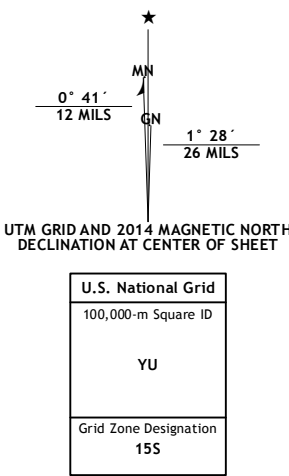 ★
MN
0° 41´
12 MILS
GN
1° 28´
26 MILS
UTM GRID AND 2014 MAGNETIC NORTH
DECLINATION AT CENTER OF SHEET
U.S. National Grid
100,000-m Square ID
YU
Grid Zone Designation
15S